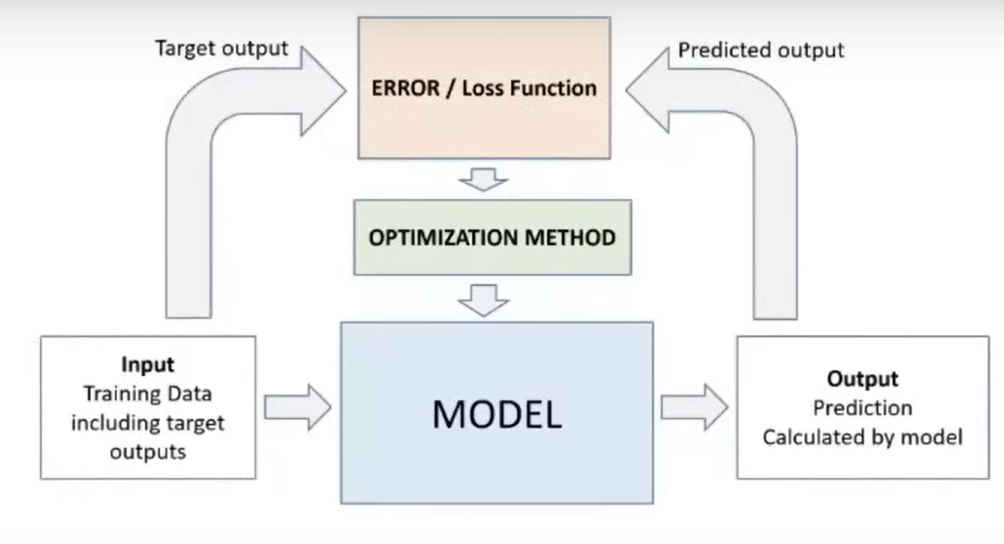 Target output
Predicted output
ERROR / Loss Function
OPTIMIZATION METHOD
Input
Training Data
including target
outputs
MODEL
Output
Prediction
Calculated by model